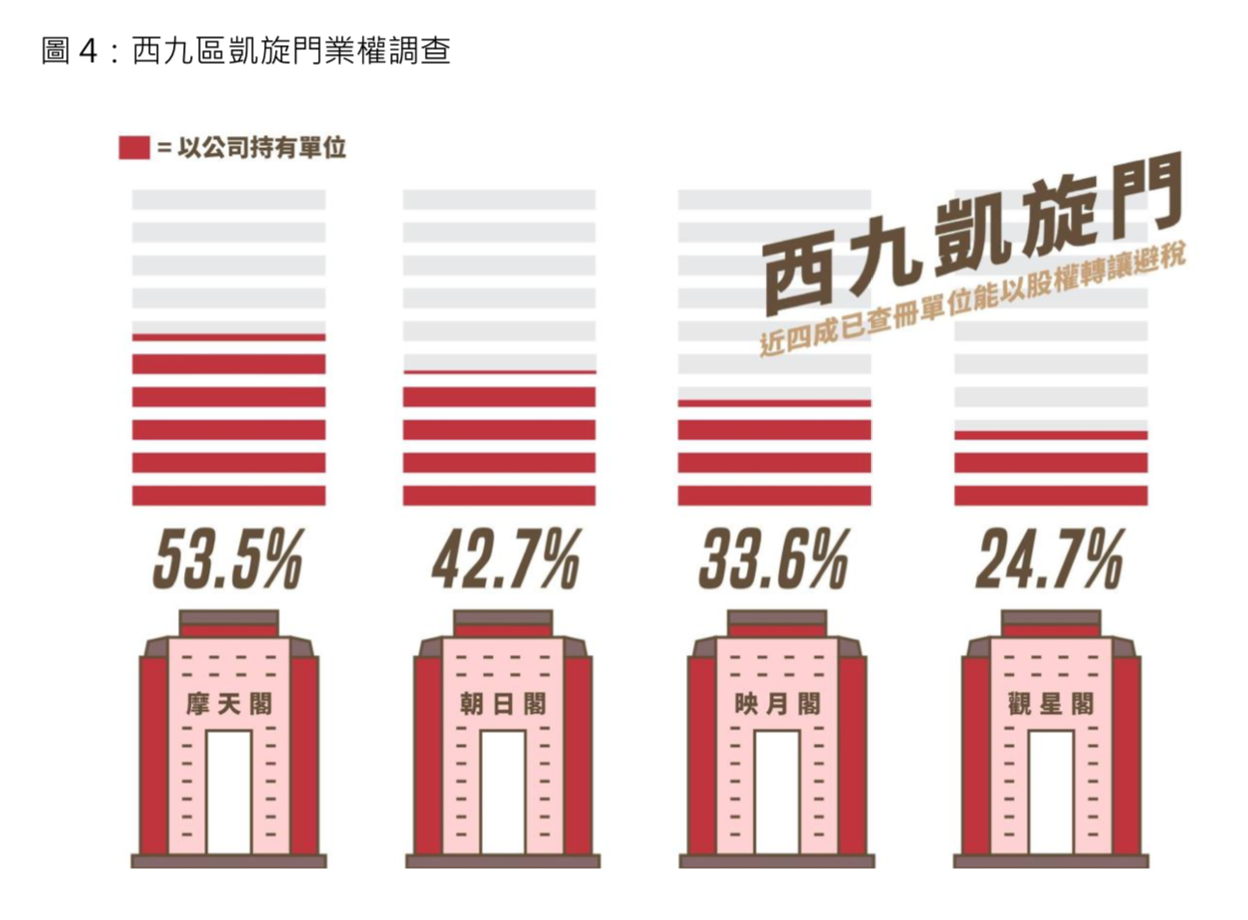 圖 4：西九區凱旋門業權調查
= 以公司持有單位
西九凱旋門
近四成已查冊單位能以股權轉讓避稅
53.5%
42.7%
33.6%
24.7%
摩天閣
朝日閣
映月閣
觀星閣